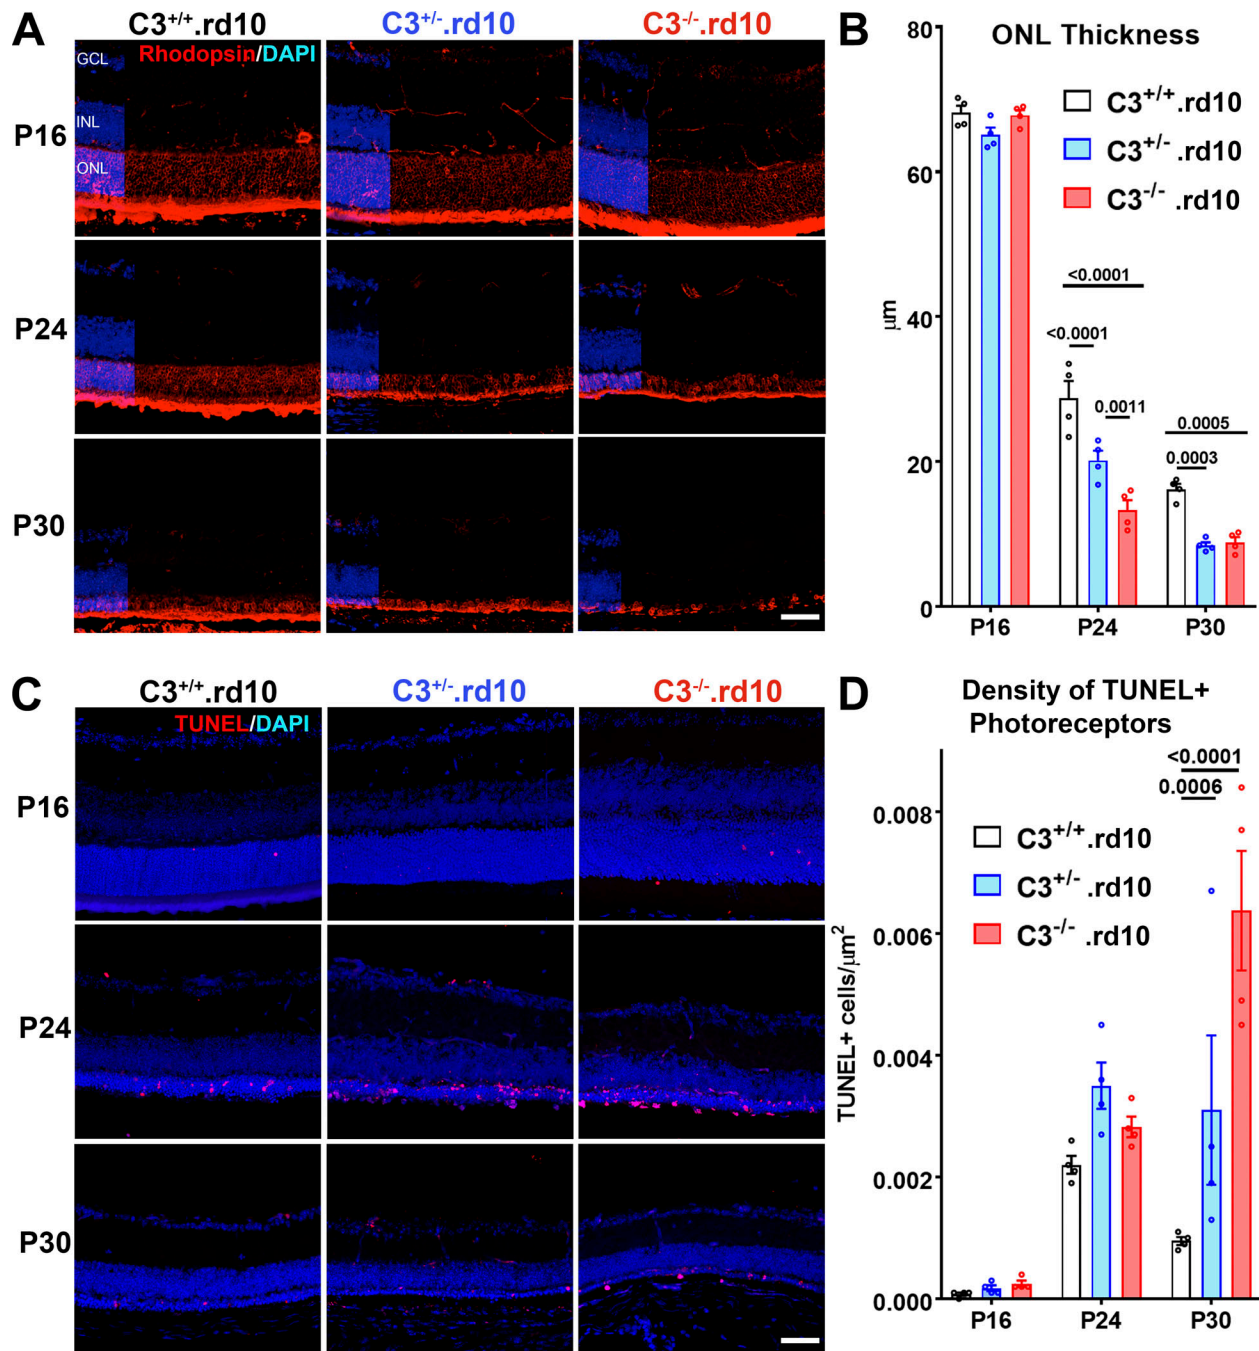 A
C3+/+.rd10
C3+/-.rd10
C3-/-.rd10
Rhodopsin/DAPI
GCL
INL
ONL
P16
P24
P30
B
ONL Thickness
C3+/+.rd10
C3+/- .rd10
C3-/- .rd10
80
60
40
20
0
μm
<0.0001
<0.0001
0.0011
0.0005
0.0003
P16
P24
P30
C
C3+/+.rd10
C3+/-.rd10
C3-/-.rd10
TUNEL/DAPI
P16
P24
P30
D
Density of TUNEL+
Photoreceptors
<0.0001
0.0006
C3+/+.rd10
C3+/- .rd10
C3-/- .rd10
0.008
0.006
0.004
0.002
0.000
TUNEL+ cells/μm2
P16
P24
P30